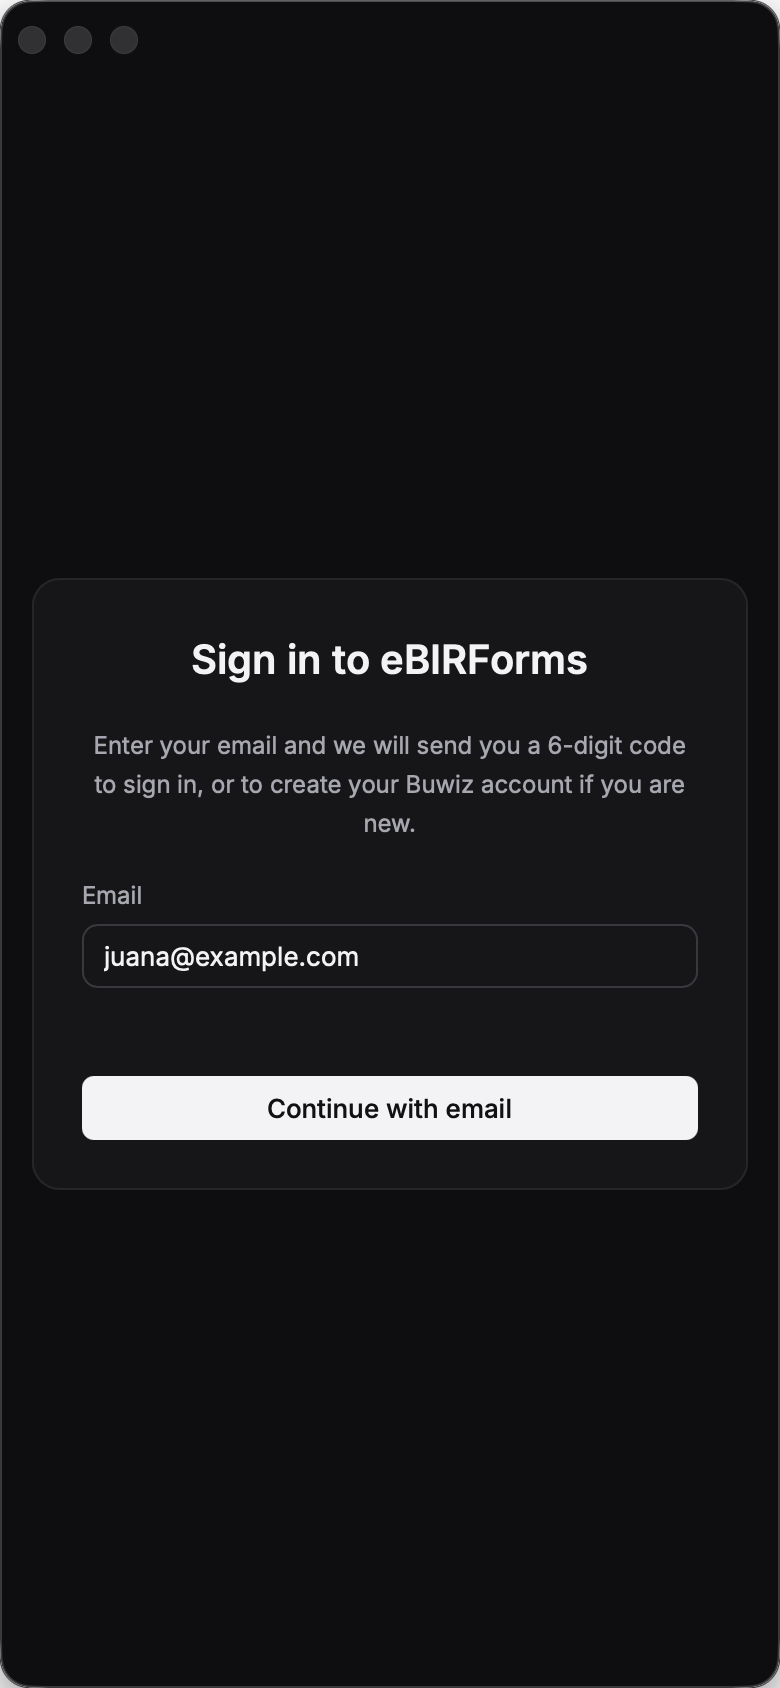 Sign in to eBIRForms
Enter your email and we will send you a 6-digit code
to sign in, or to create your Buwiz account if you are
new.
Email
juana@example.com
Continue with email